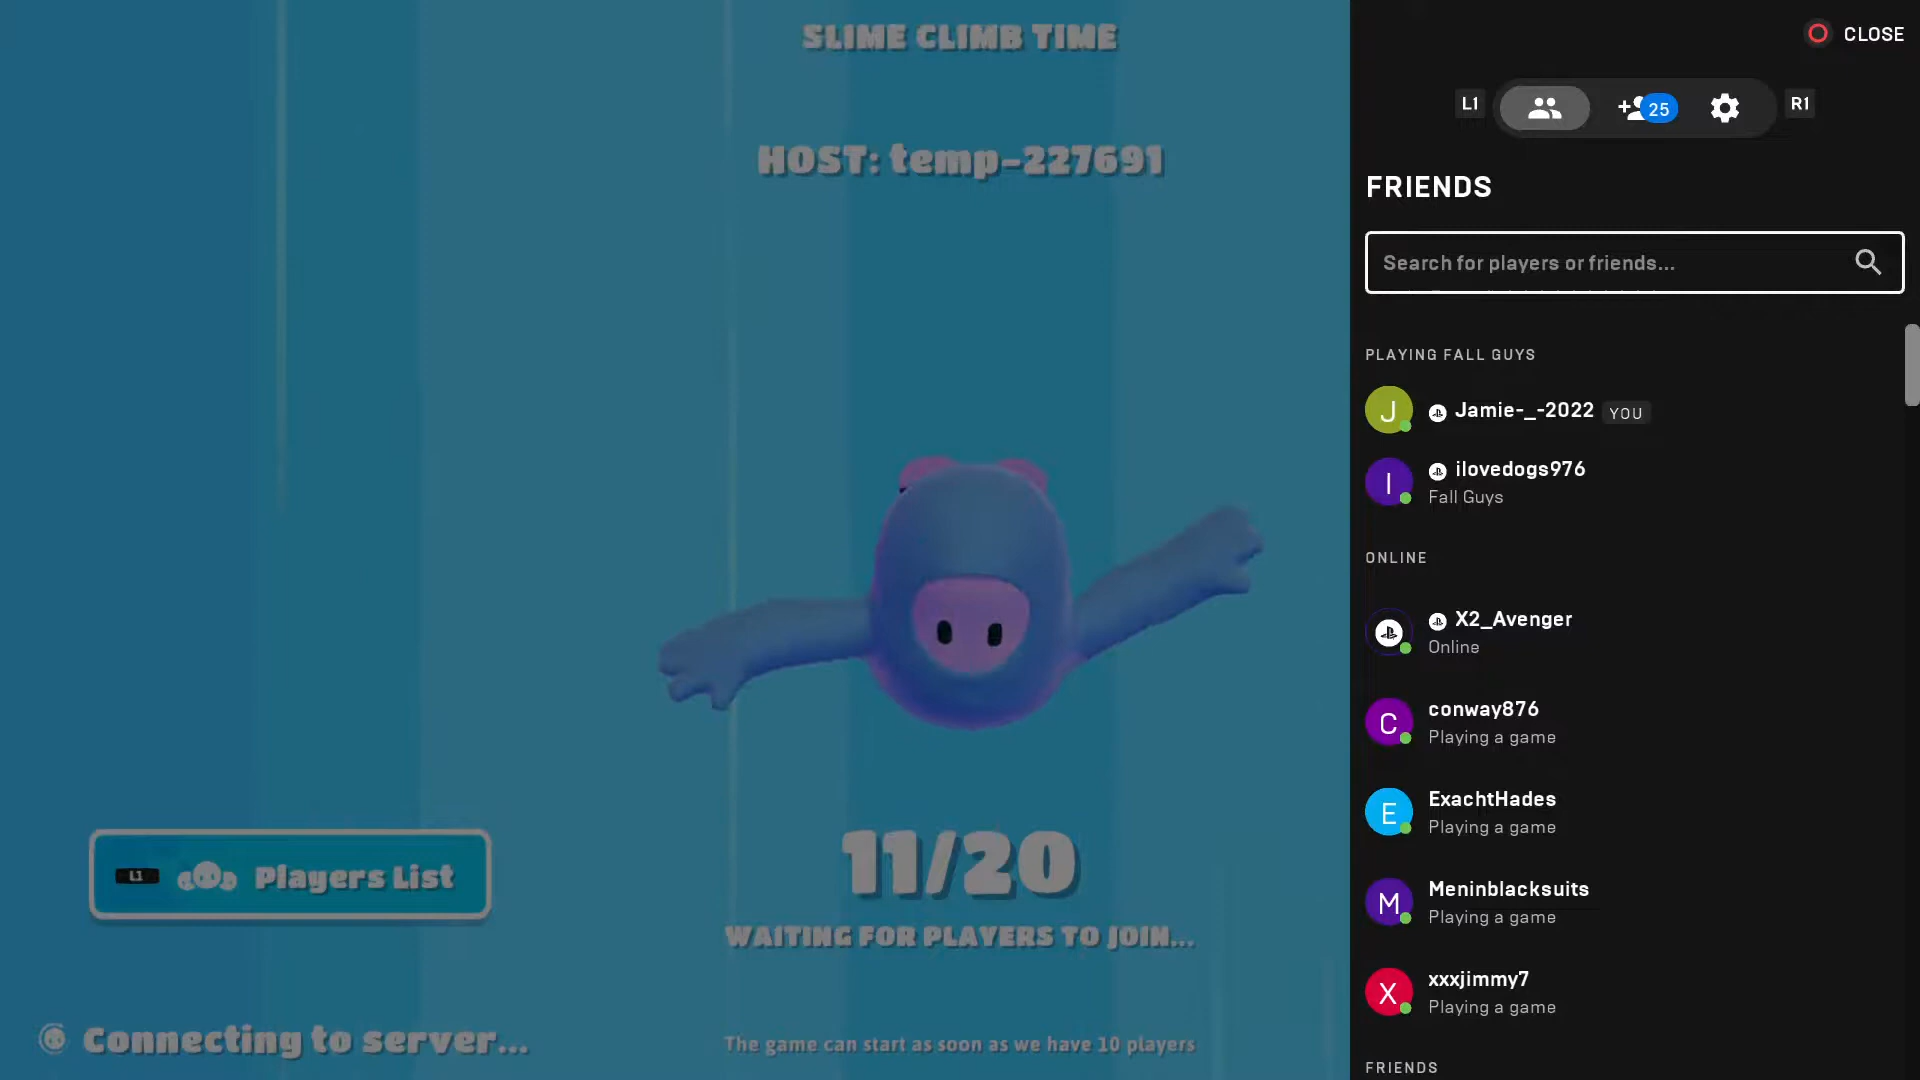 SLIME CLIMB TIME
HOST: temp-227691
L1 Players List
11/20
WAITING FOR PLAYERS TO JOIN...
Connecting to server...
The game can start as soon as we have 10 players
CLOSE
L1
25
R1
FRIENDS
Search for players or friends...
PLAYING FALL GUYS
J
Jamie-_-2022 YOU
I
ilovedogs976
Fall Guys
ONLINE
X2_Avenger
Online
C
conway876
Playing a game
E
ExachtHades
Playing a game
M
Meninblacksuits
Playing a game
X
xxxjimmy7
Playing a game
FRIENDS